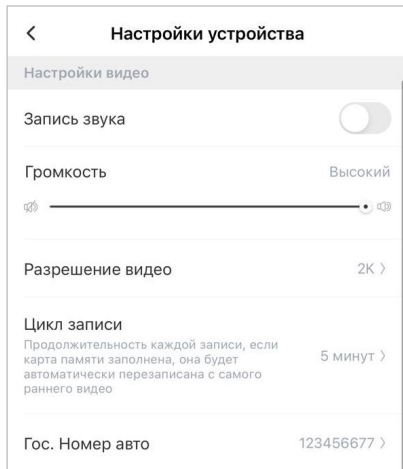 Настройки устройства
Настройки видео
Запись звука
Громкость Высокий
Разрешение видео 2K
Цикл записи
Продолжительность каждой записи, если
карта памяти заполнена, она будет
автоматически перезаписана с самого
раннего видео
5 минут
Гос. Номер авто 123456677